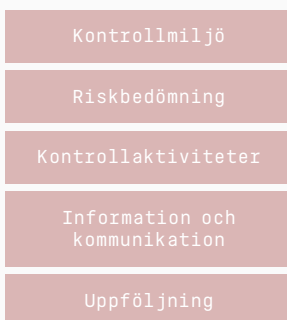 Kontrollmiljö
Riskbedömning
Kontrollaktiviteter
Information och
kommunikation
Uppföljning